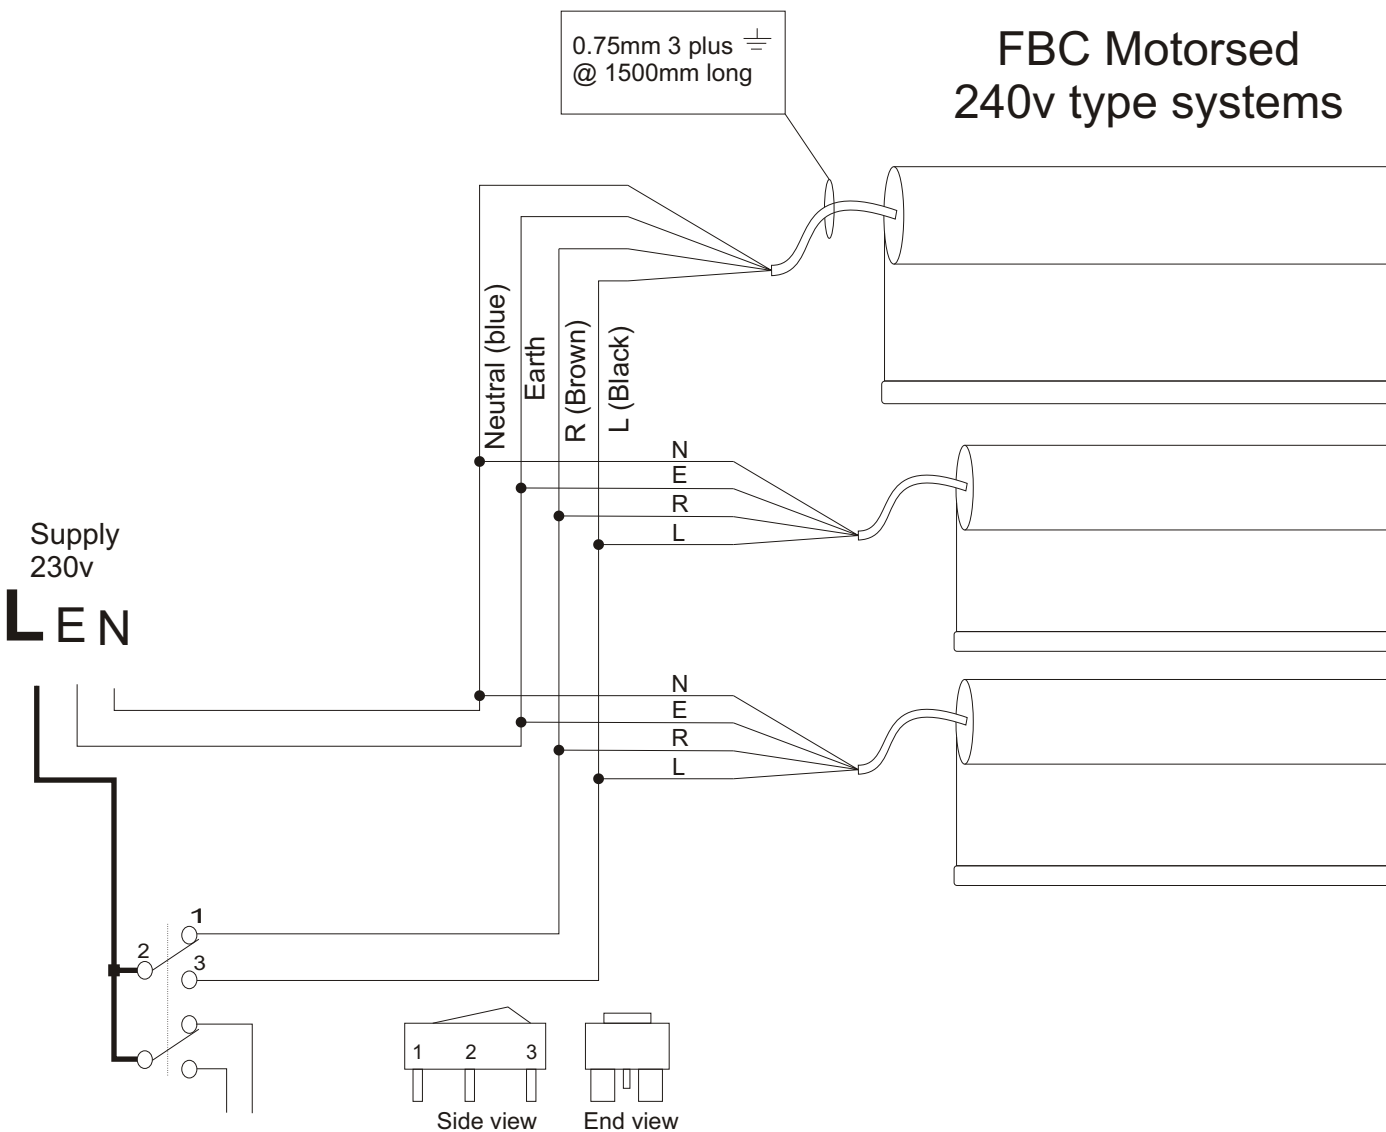 0.75mm 3 plus
@ 1500mm long
FBC Motorsed
240v type systems
Neutral (blue)
Earth
R (Brown)
L (Black)
N
E
R
L
Supply
230v
L E N
N
E
R
L
1
2
3
1 2 3
Side view
End view